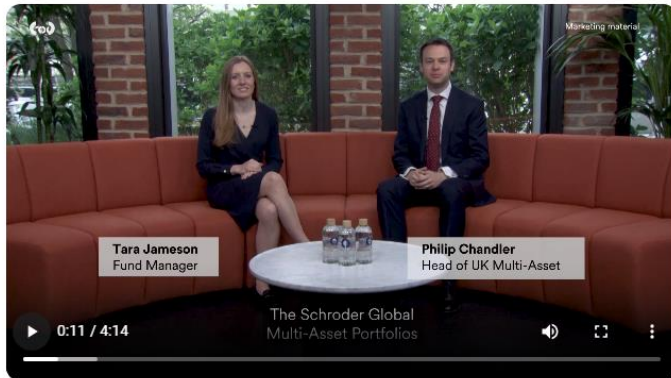 Marketing material
Tara Jameson
Fund Manager
Philip Chandler
Head of UK Multi-Asset
The Schroder Global
Multi-Asset Portfolios
0:11 / 4:14